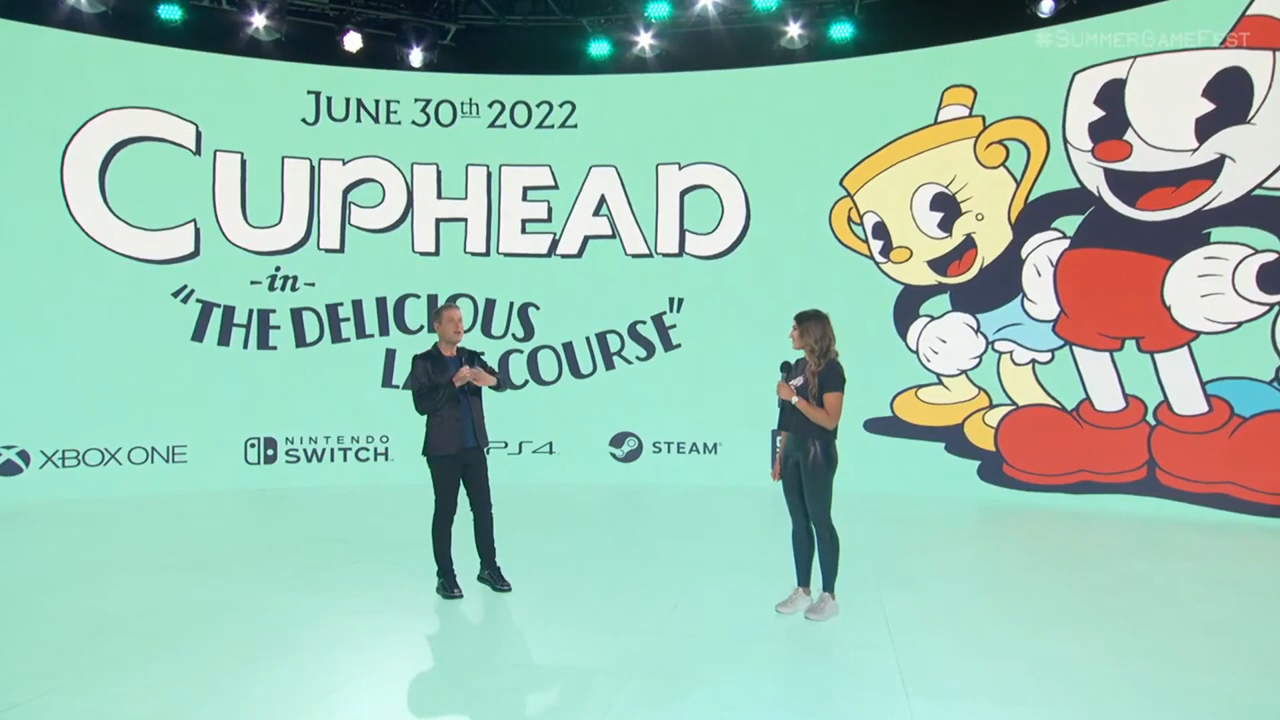 #SUMMERGAMEFEST
JUNE 30th 2022
CUPHEAD
-in-
"THE DELICIOUS
COURSE"
XBOX ONE
NINTENDO
SWITCH
PS4
STEAM